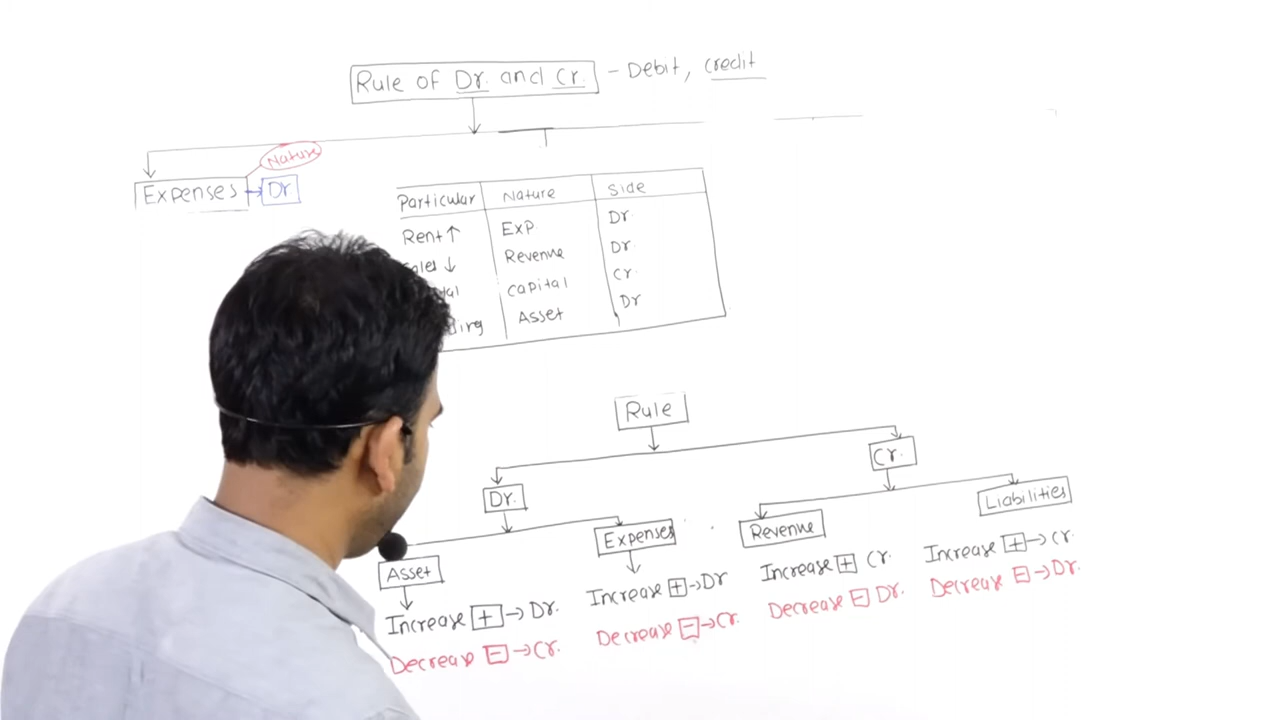 Rule of Dr. and Cr. - Debit, credit
Nature
Expenses → Dr
Particular Nature Side
Rent ↑ Exp. Dr.
↓ Revenue Dr.
Capital Cr.
Asset Dr
Rule
Dr. Cr.
Asset Expenses Revenue Liabilities
Increase + → Dr. Increase + → Dr Increase + Cr. Increase + → Cr.
Decrease - → Cr. Decrease - → Cr. Decrease - Dr. Decrease - → Dr.